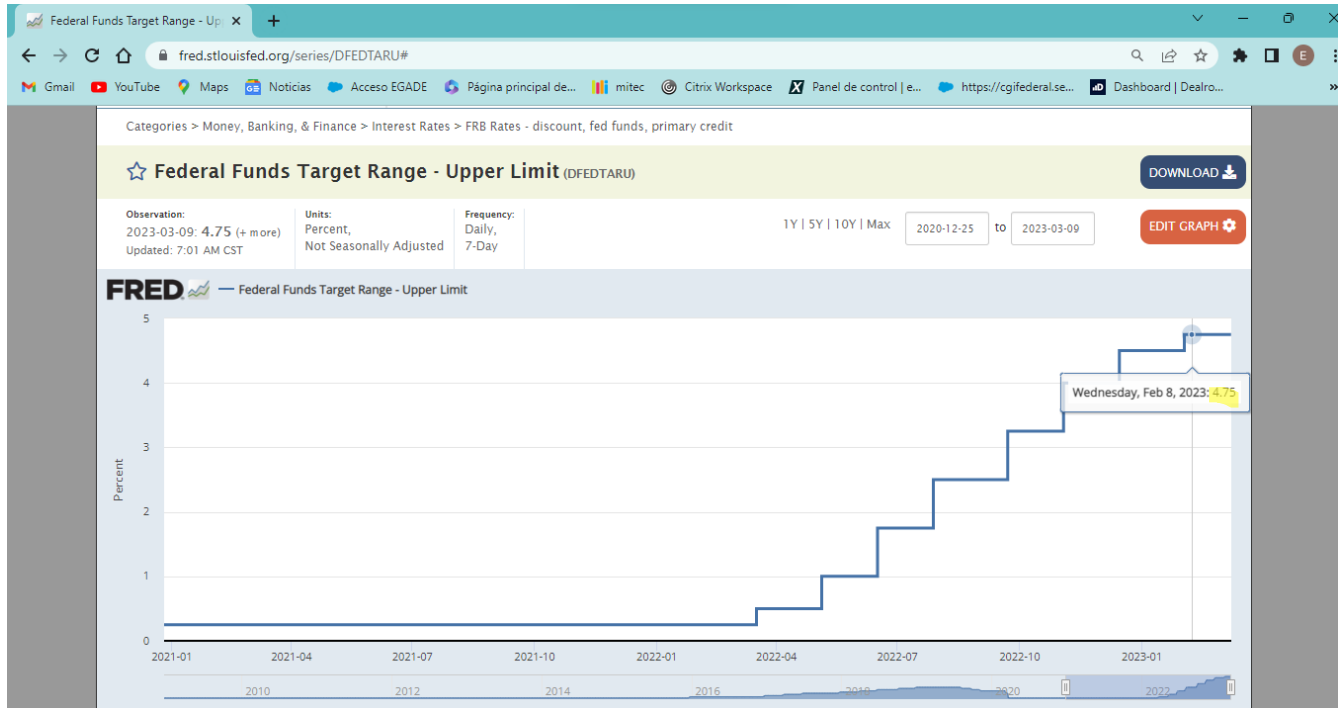 Federal Funds Target Range - Up
fred.stlouisfed.org/series/DFEDTARU#
E
Gmail YouTube Maps Noticias Acceso EGADE Página principal de... mitec Citrix Workspace Panel de control | e... https://cgifederal.se... Dashboard | Dealro... »
Categories > Money, Banking, & Finance > Interest Rates > FRB Rates - discount, fed funds, primary credit
Federal Funds Target Range - Upper Limit (DFEDTARU)
DOWNLOAD
Observation:
2023-03-09: 4.75 (+ more)
Updated: 7:01 AM CST
Units:
Percent,
Not Seasonally Adjusted
Frequency:
Daily,
7-Day
1Y | 5Y | 10Y | Max
2020-12-25 to 2023-03-09
EDIT GRAPH
FRED — Federal Funds Target Range - Upper Limit
5
4
3
2
1
0
Percent
Wednesday, Feb 8, 2023: 4.75
2021-01 2021-04 2021-07 2021-10 2022-01 2022-04 2022-07 2022-10 2023-01
2010 2012 2014 2016 2018 2020 2022